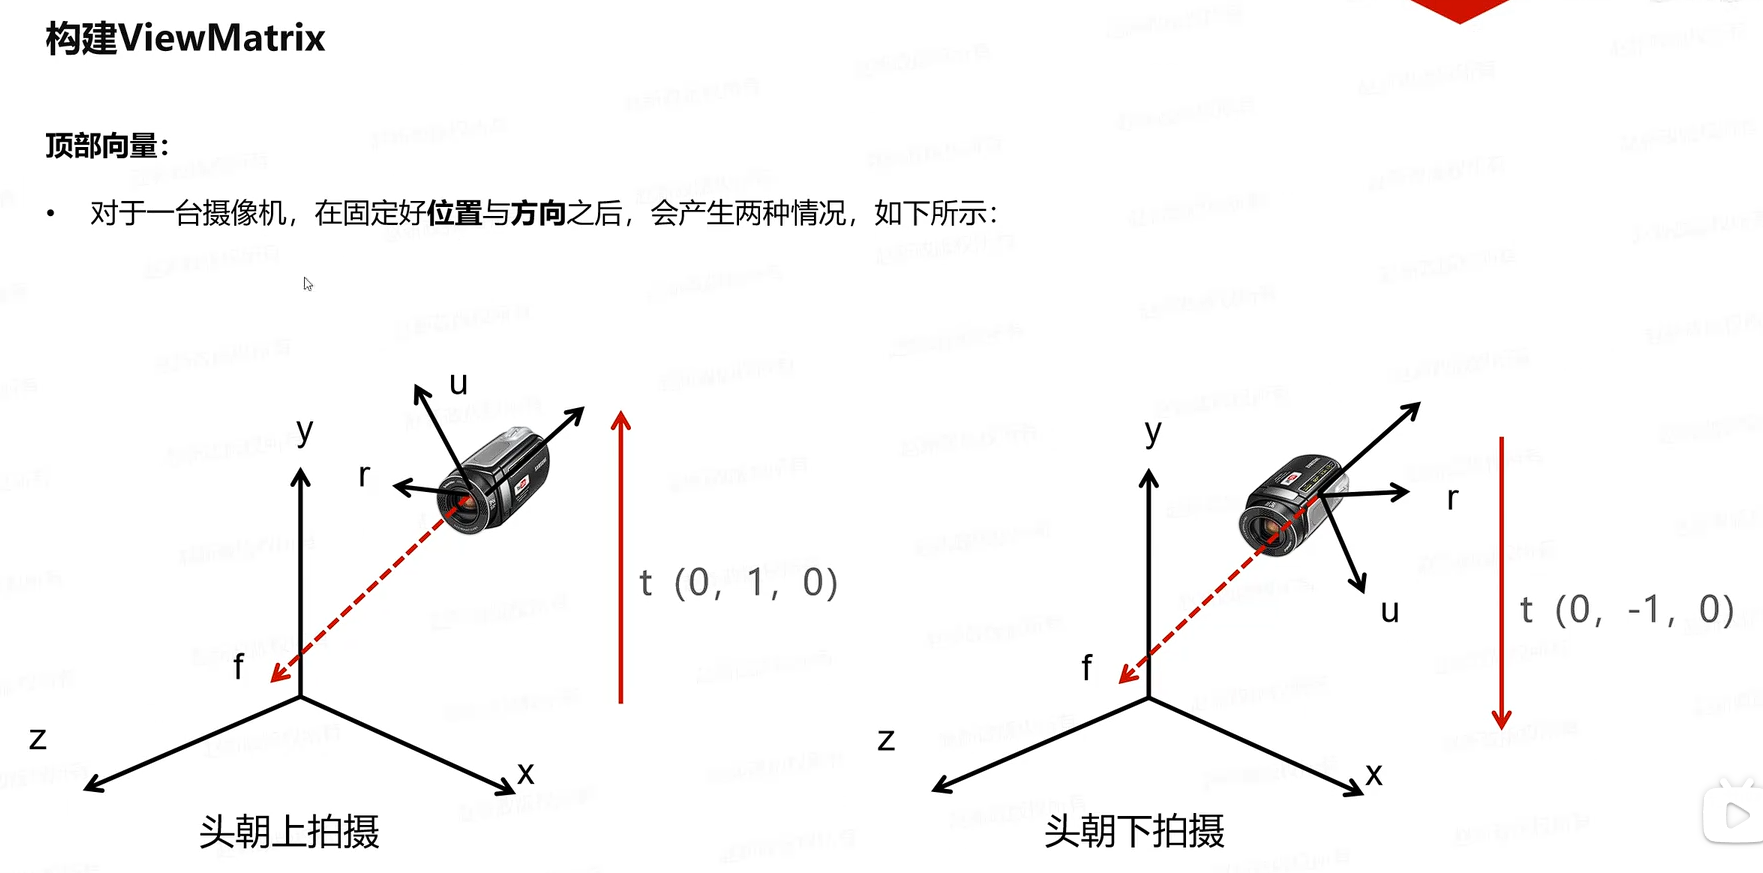 构建ViewMatrix
顶部向量：
• 对于一台摄像机，在固定好位置与方向之后，会产生两种情况，如下所示：
u
y
r
t（0，1，0）
f
z
x
头朝上拍摄
y
r
u
t（0，-1，0）
f
z
x
头朝下拍摄